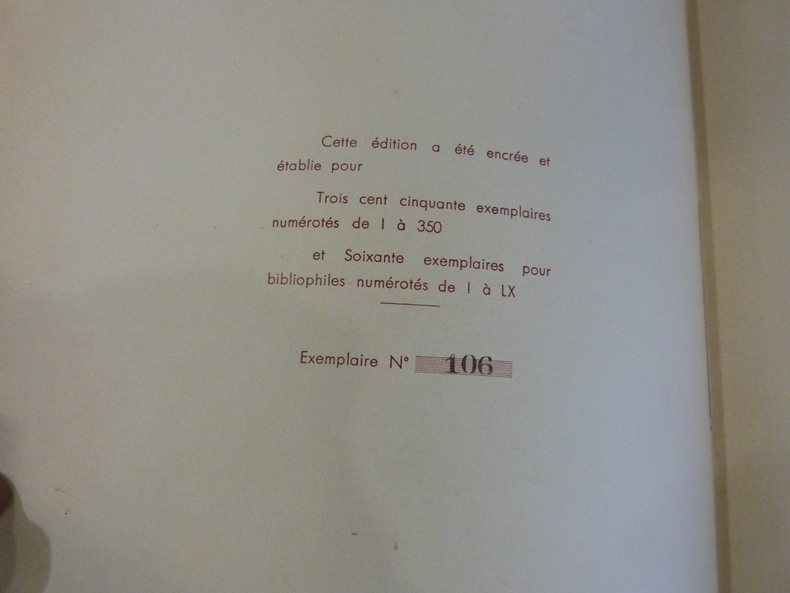 Cette édition a été encrée et
établie pour
Trois cent cinquante exemplaires
numérotés de I à 350
et Soixante exemplaires pour
bibliophiles numérotés de I à LX
Exemplaire N° 106